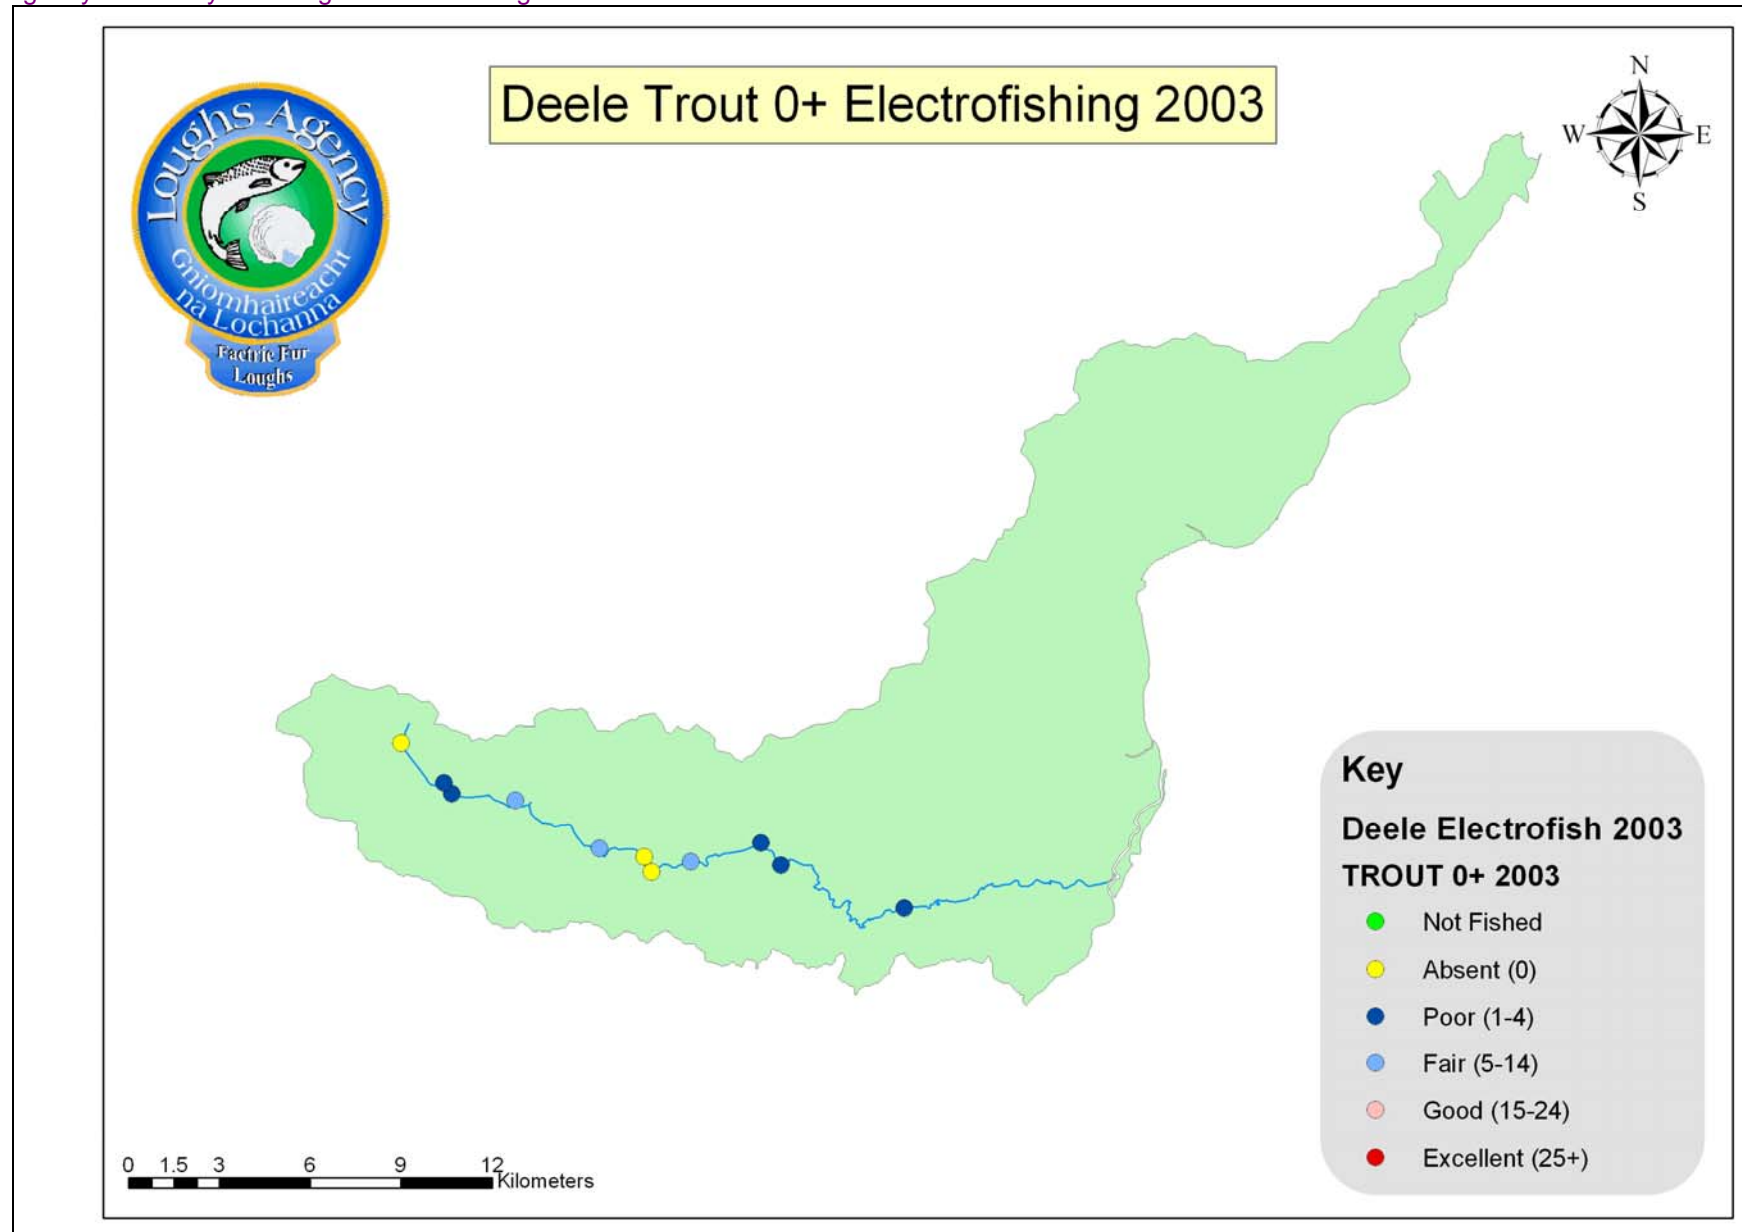 Deele Trout 0+ Electrofishing 2003
N
W E
S
Loughs Agency
Gníomhaireacht
na Lochanna
Factrie Fur
Loughs
Key
Deele Electrofish 2003
TROUT 0+ 2003
Not Fished
Absent (0)
Poor (1-4)
Fair (5-14)
Good (15-24)
Excellent (25+)
0 1.5 3 6 9 12
Kilometers